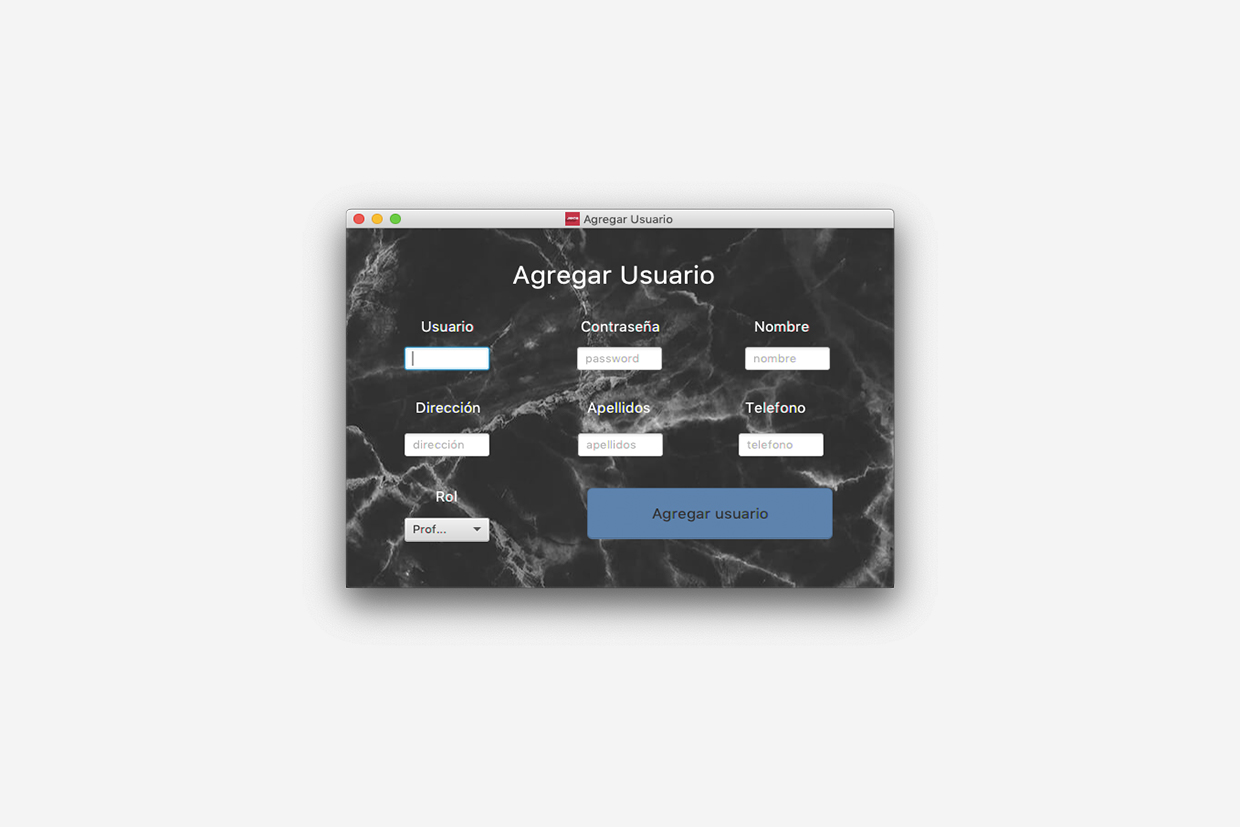 Agregar Usuario
Agregar Usuario
Usuario
Contraseña
Nombre
password
nombre
Dirección
Apellidos
Telefono
dirección
apellidos
telefono
Rol
Prof...
Agregar usuario